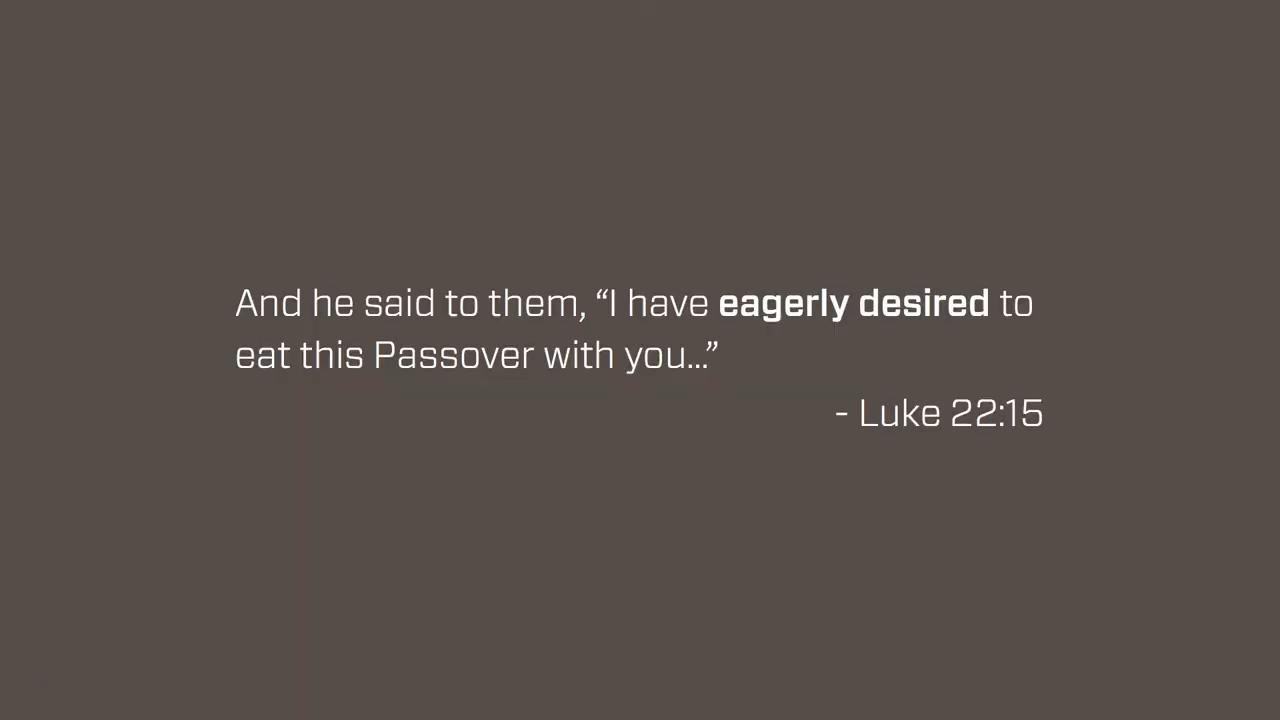 And he said to them, “I have eagerly desired to
eat this Passover with you...”
- Luke 22:15